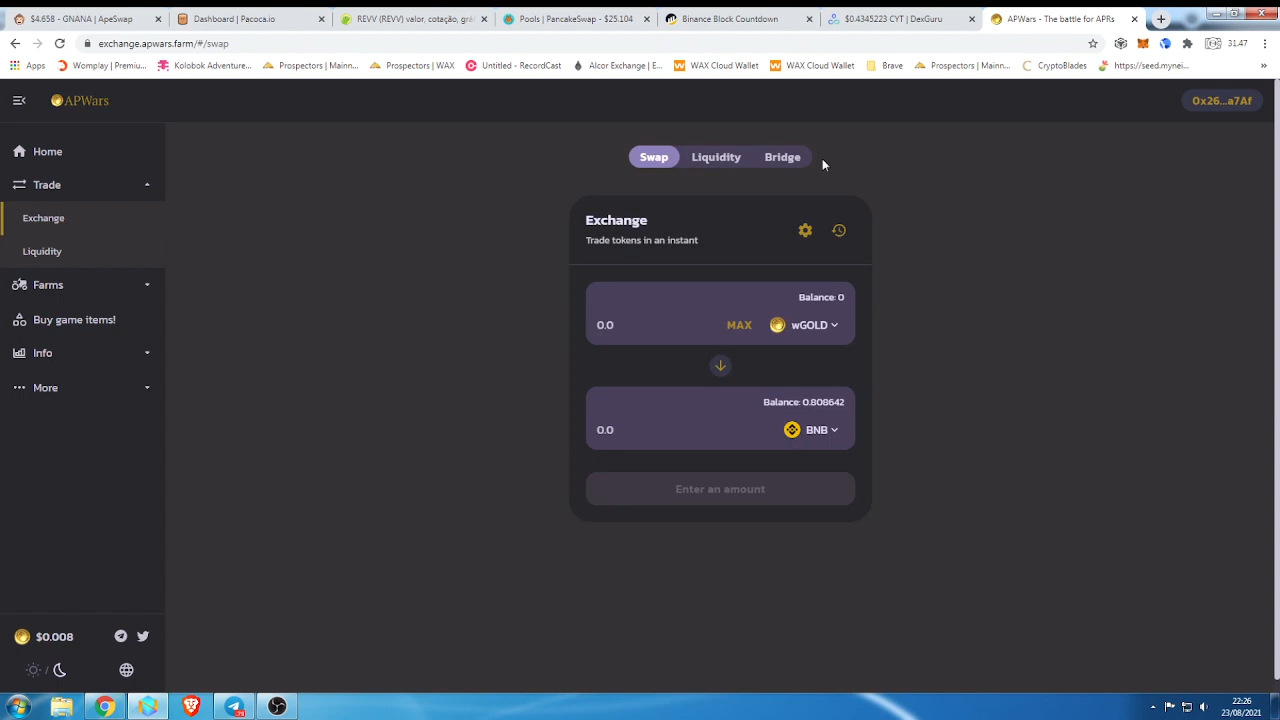 $4.658 - GNANA | ApeSwap
Dashboard | Pacoca.io
REVV (REVV) valor, cotação, grá
Pools | PancakeSwap - $25.104
Binance Block Countdown
$0.4345223 CYT | DexGuru
APWars - The battle for APRs
exchange.apwars.farm/#/swap
31.47
Apps
Womplay | Premiu...
Kolobok Adventure...
Prospectors | Mainn...
Prospectors | WAX
Untitled - RecordCast
Alcor Exchange | E...
WAX Cloud Wallet
WAX Cloud Wallet
Brave
Prospectors | Mainn...
CryptoBlades
https://seed.mynei...
»
APWars
0x26...a7Af
Home
Trade
Exchange
Liquidity
Farms
Buy game items!
Info
More
Swap
Liquidity
Bridge
Exchange
Trade tokens in an instant
Balance: 0
0.0
MAX
wGOLD
Balance: 0.808642
0.0
BNB
Enter an amount
$0.008
/
22:26
23/08/2021